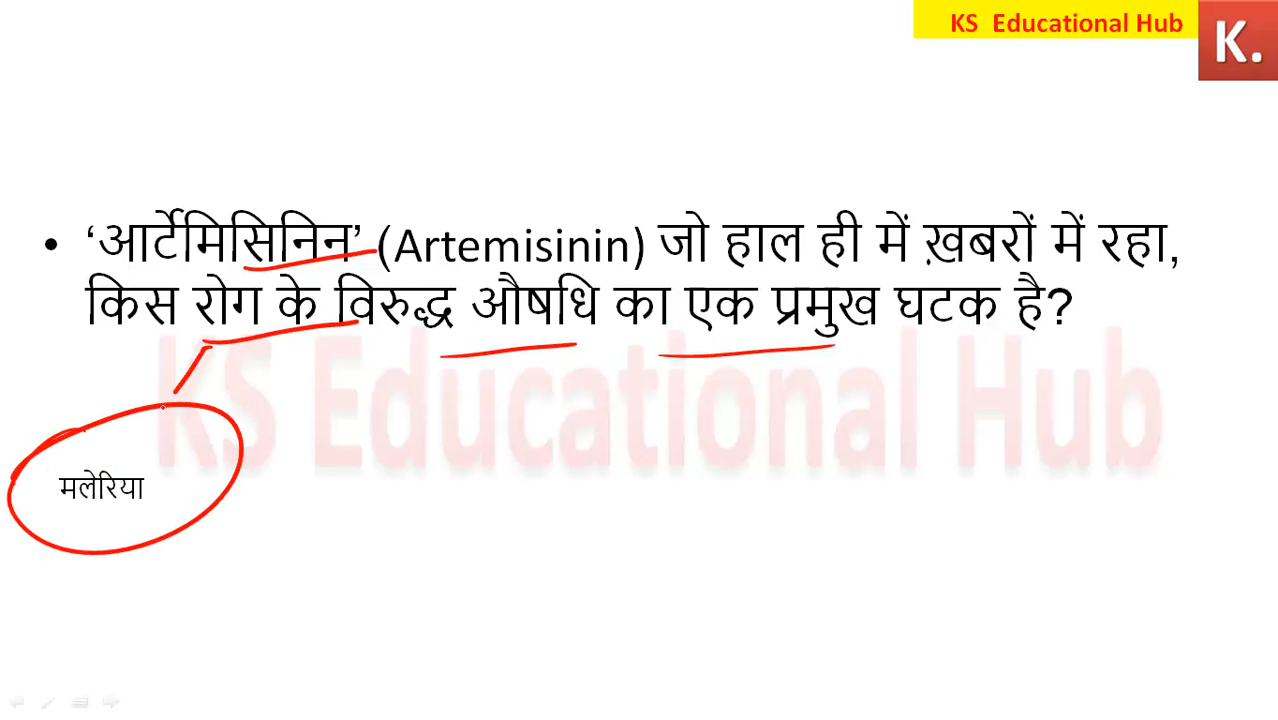 KS Educational Hub
K.
• ‘आर्टेमिसिनिन’ (Artemisinin) जो हाल ही में ख़बरों में रहा,
किस रोग के विरुद्ध औषधि का एक प्रमुख घटक है?
KS Educational Hub
मलेरिया